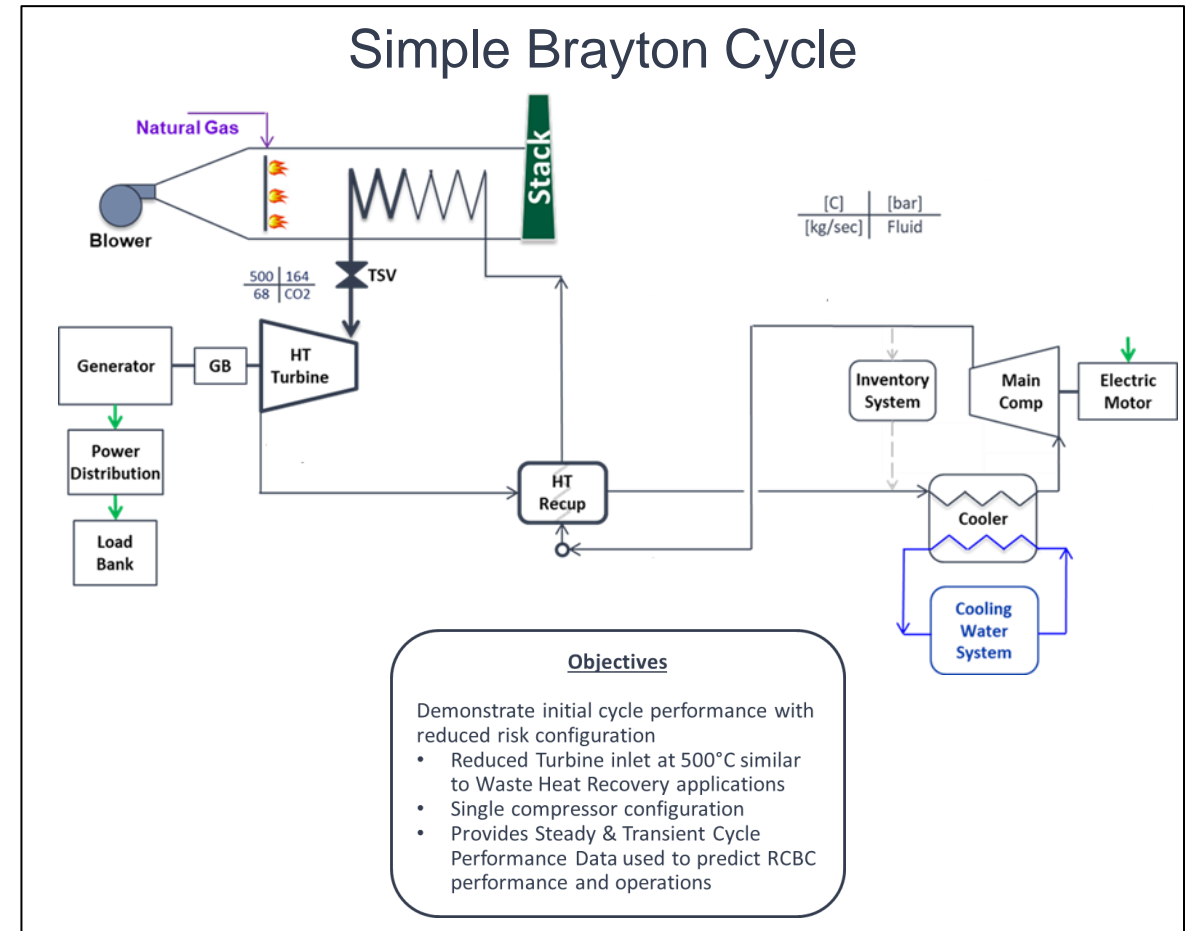 Simple Brayton Cycle
Natural Gas
Stack
Blower
[C] [bar]
[kg/sec] Fluid
500 164
68 CO2
TSV
Generator
GB
HT
Turbine
Inventory
System
Main
Comp
Electric
Motor
Power
Distribution
HT
Recup
Cooler
Load
Bank
Cooling
Water
System
Objectives
Demonstrate initial cycle performance with
reduced risk configuration
• Reduced Turbine inlet at 500°C similar
to Waste Heat Recovery applications
• Single compressor configuration
• Provides Steady & Transient Cycle
Performance Data used to predict RCBC
performance and operations